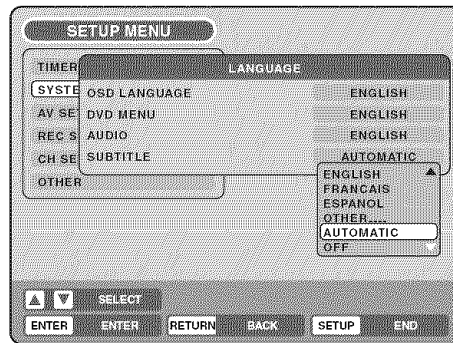 SETUP MENU
TIMER
LANGUAGE
SYSTE
OSD LANGUAGE ENGLISH
AV SE
DVD MENU ENGLISH
REC S
AUDIO ENGLISH
CH SE
SUBTITLE AUTOMATIC
OTHER
ENGLISH
FRANCAIS
ESPANOL
OTHER----
AUTOMATIC
OFF
SELECT
ENTER ENTER RETURN BACK SETUP END